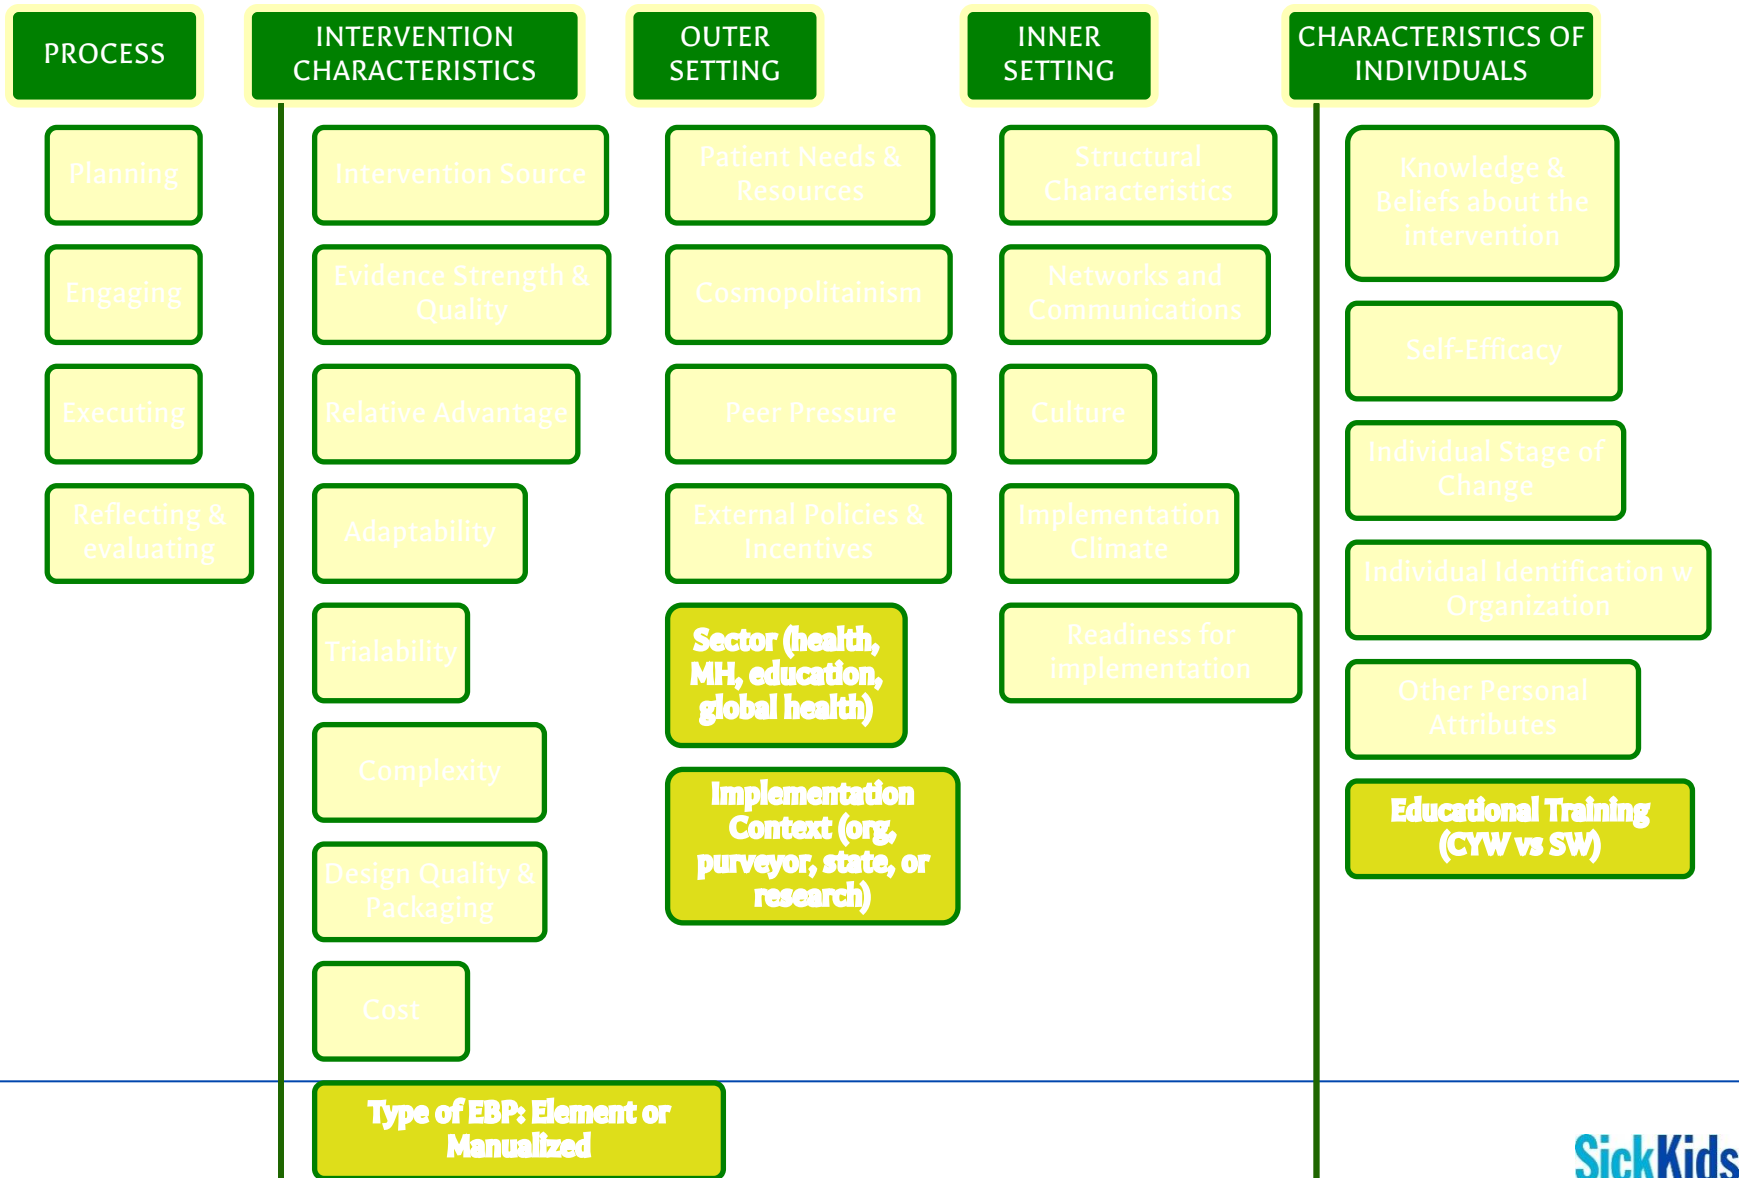 PROCESS
Planning
Engaging
Executing
Reflecting &
evaluating
INTERVENTION
CHARACTERISTICS
Intervention Source
Evidence Strength &
Quality
Relative Advantage
Adaptability
Trialability
Complexity
Design Quality &
Packaging
Cost
Type of EBP: Element or
Manualized
OUTER
SETTING
Patient Needs &
Resources
Cosmopolitainism
Peer Pressure
External Policies &
Incentives
Sector (health,
MH, education,
global health)
Implementation
Context (org,
purveyor, state, or
research)
INNER
SETTING
Structural
Characteristics
Networks and
Communications
Culture
Implementation
Climate
Readiness for
implementation
CHARACTERISTICS OF
INDIVIDUALS
Knowledge &
Beliefs about the
intervention
Self-Efficacy
Individual Stage of
Change
Individual Identification w
Organization
Other Personal
Attributes
Educational Training
(CYW vs SW)
SickKids